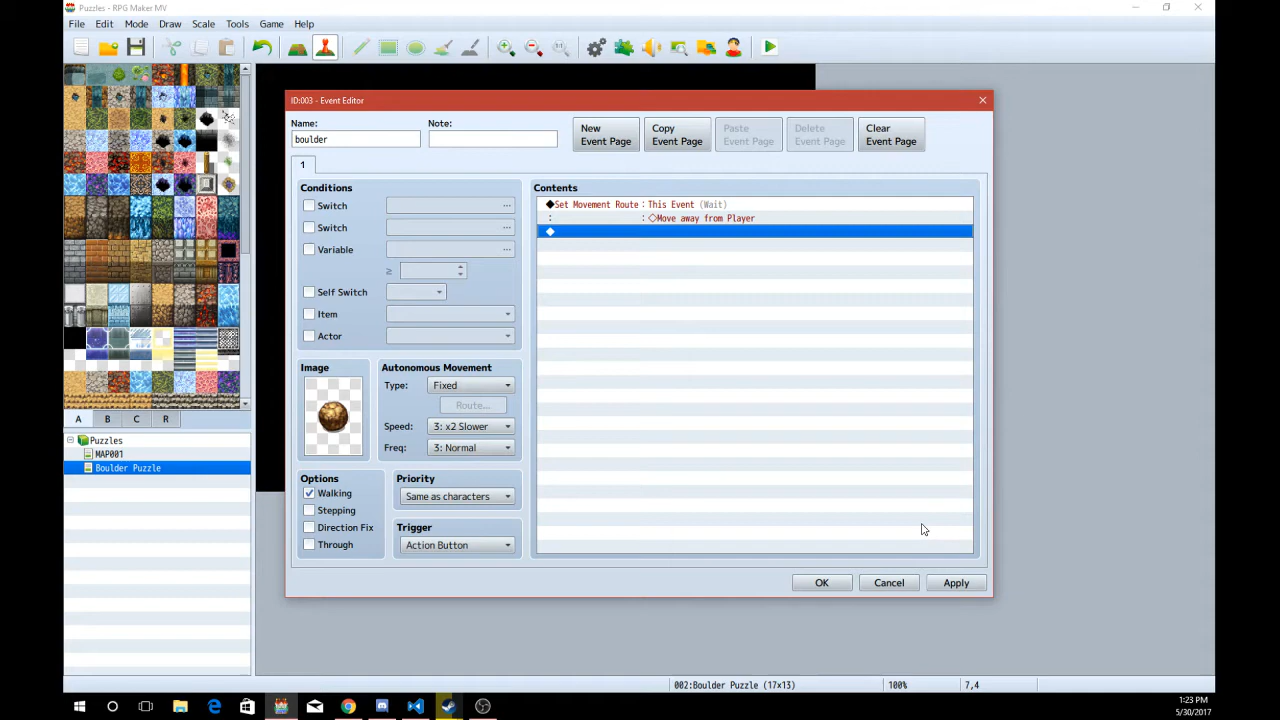 Puzzles - RPG Maker MV
File Edit Mode Draw Scale Tools Game Help
ID:003 - Event Editor
Name: Note:
boulder
New Event Page
Copy Event Page
Paste Event Page
Delete Event Page
Clear Event Page
1
Conditions
Switch ...
Switch ...
Variable ...
≥
Self Switch
Item
Actor
Image
Autonomous Movement
Type: Fixed
Route...
Speed: 3: x2 Slower
Freq: 3: Normal
Options
Walking
Stepping
Direction Fix
Through
Priority
Same as characters
Trigger
Action Button
Contents
◆Set Movement Route : This Event (Wait)
: : ◇Move away from Player
◆
OK Cancel Apply
A B C R
Puzzles
MAP001
Boulder Puzzle
002:Boulder Puzzle (17x13) 100% 7,4
1:23 PM
5/30/2017